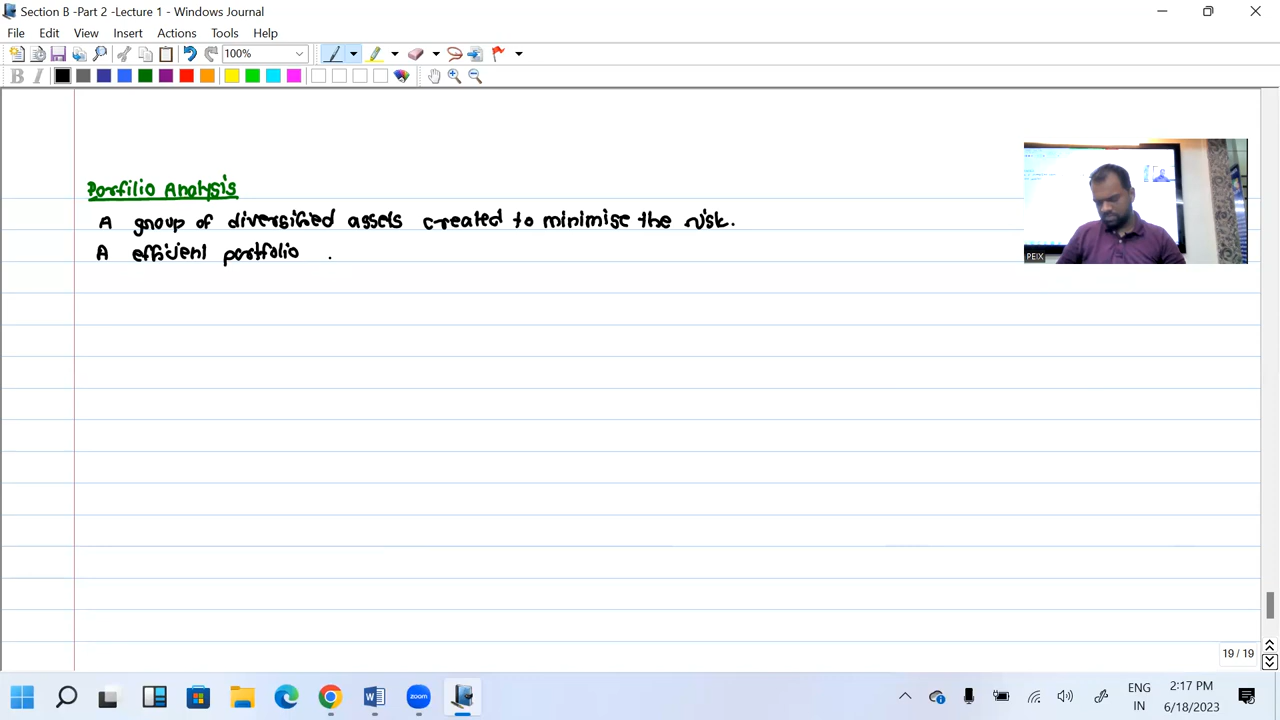 Section B -Part 2 -Lecture 1 - Windows Journal
File Edit View Insert Actions Tools Help
100%
B I
Porfilio Analysis
A group of diversified assets created to minimise the risk.
A efficient portfolio
PEIX
19 / 19
zoom
ENG
IN
2:17 PM
6/18/2023